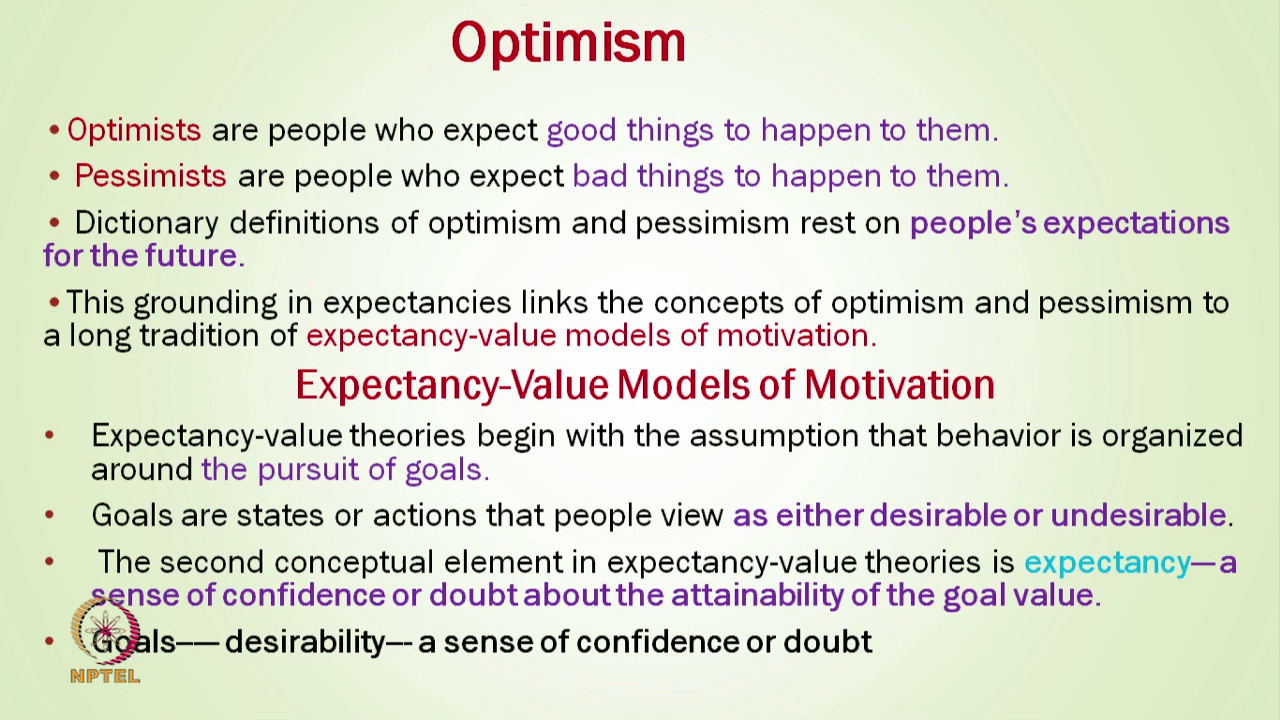 Optimism
• Optimists are people who expect good things to happen to them.
• Pessimists are people who expect bad things to happen to them.
• Dictionary definitions of optimism and pessimism rest on people's expectations
for the future.
• This grounding in expectancies links the concepts of optimism and pessimism to
a long tradition of expectancy-value models of motivation.
Expectancy-Value Models of Motivation
• Expectancy-value theories begin with the assumption that behavior is organized
around the pursuit of goals.
• Goals are states or actions that people view as either desirable or undesirable.
• The second conceptual element in expectancy-value theories is expectancy—a
sense of confidence or doubt about the attainability of the goal value.
• Goals–— desirability–-- a sense of confidence or doubt
NPTEL